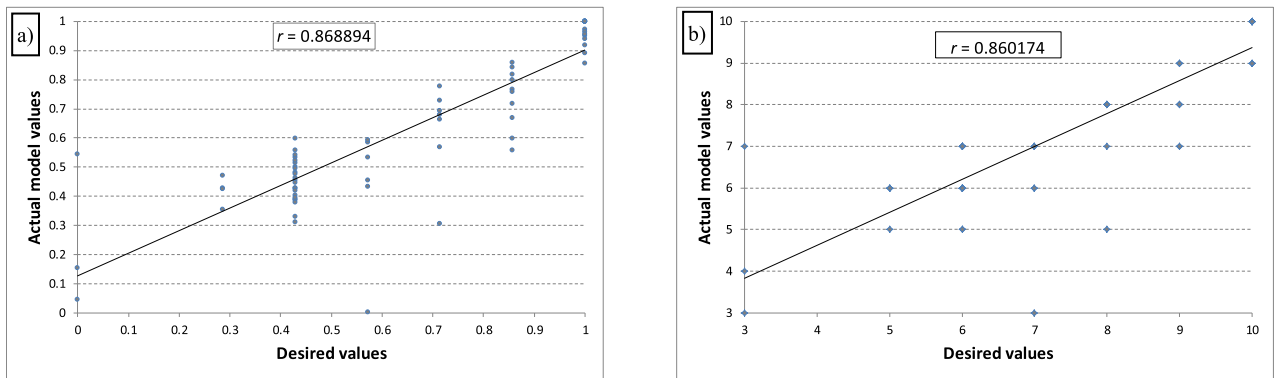 a)
r = 0.868894
Actual model values
1
0.9
0.8
0.7
0.6
0.5
0.4
0.3
0.2
0.1
0
0 0.1 0.2 0.3 0.4 0.5 0.6 0.7 0.8 0.9 1
Desired values
b)
r = 0.860174
Actual model values
10
9
8
7
6
5
4
3
3 4 5 6 7 8 9 10
Desired values